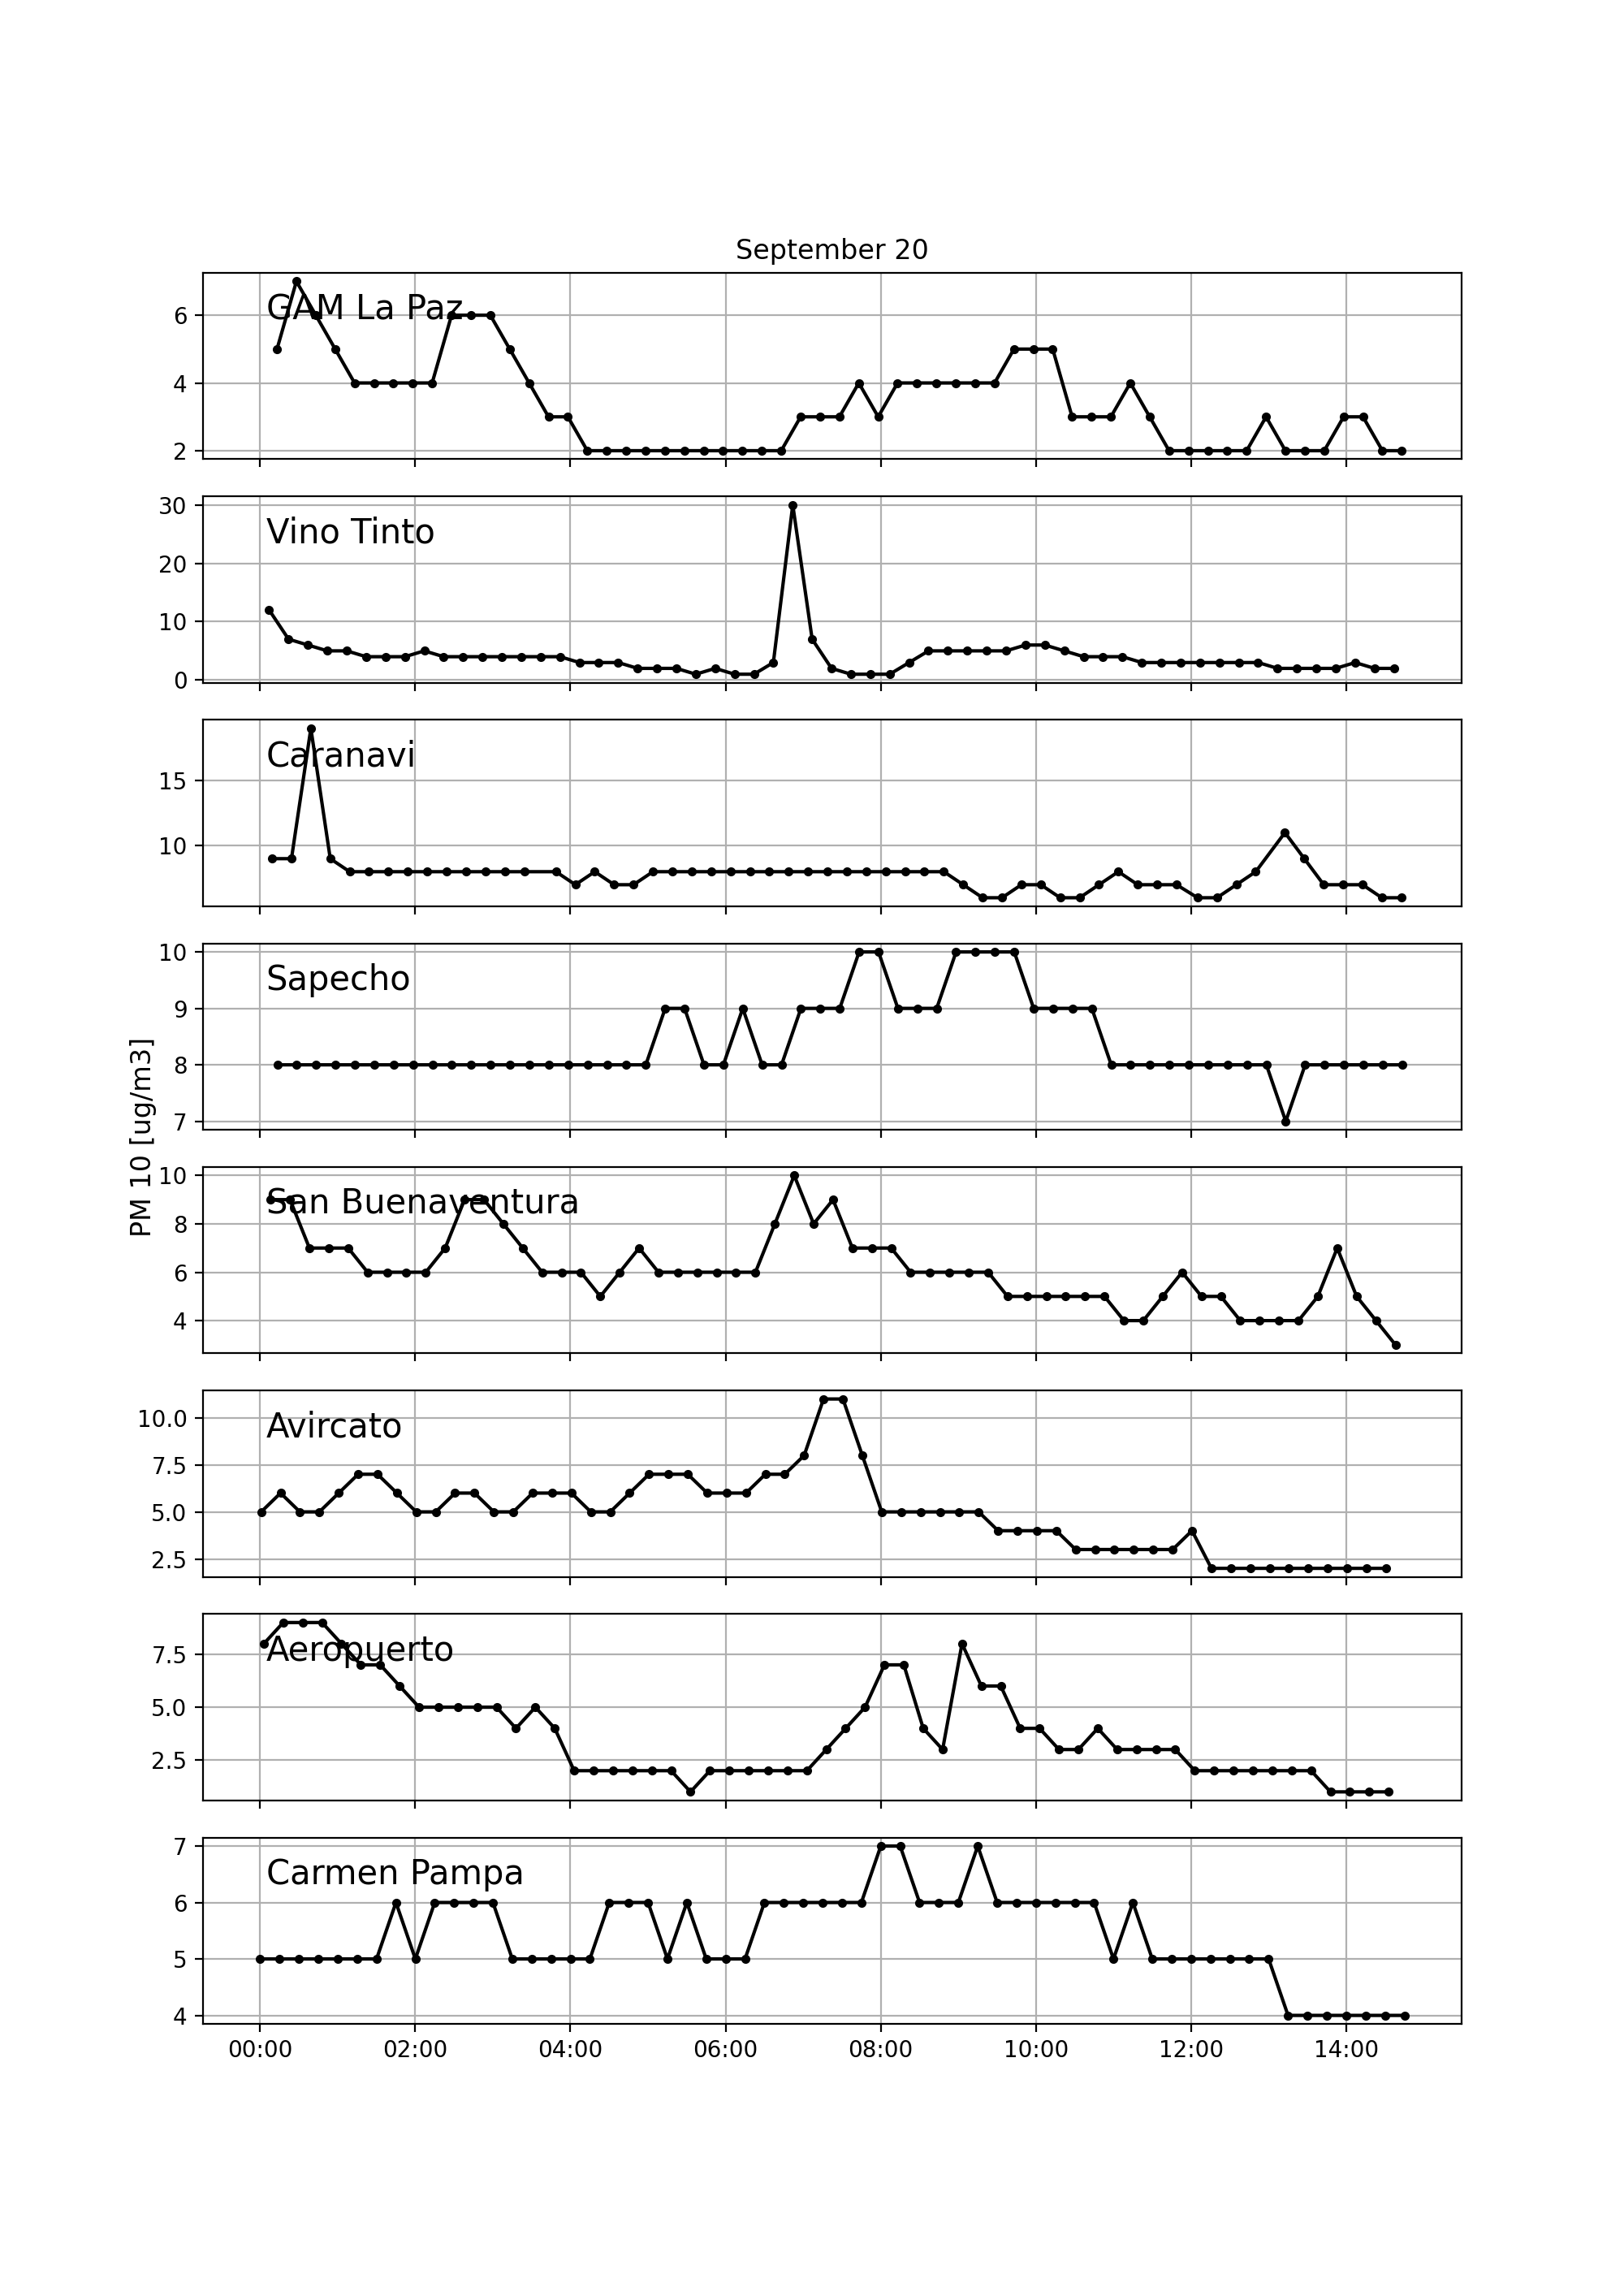 September 20
PM 10 [ug/m3]
GAM La Paz
6
4
2
Vino Tinto
30
20
10
0
Caranavi
15
10
Sapecho
10
9
8
7
San Buenaventura
10
8
6
4
Avircato
10.0
7.5
5.0
2.5
Aeropuerto
7.5
5.0
2.5
Carmen Pampa
7
6
5
4
00:00 02:00 04:00 06:00 08:00 10:00 12:00 14:00